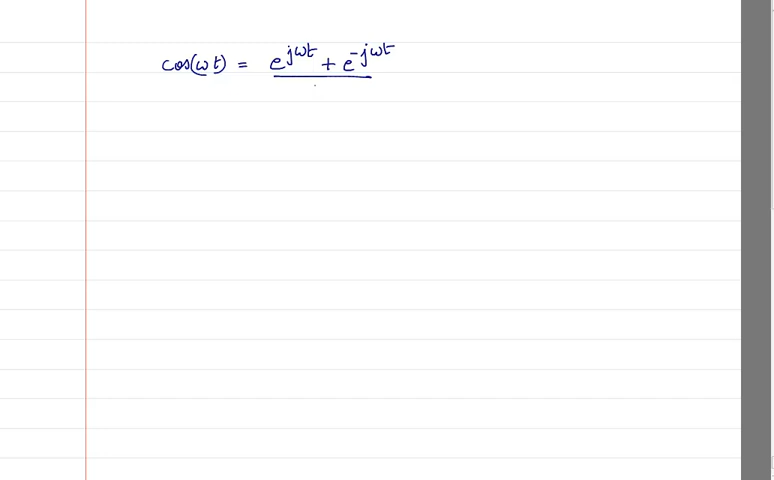 cos(ωt) = e^{jωt} + e^{-jωt}